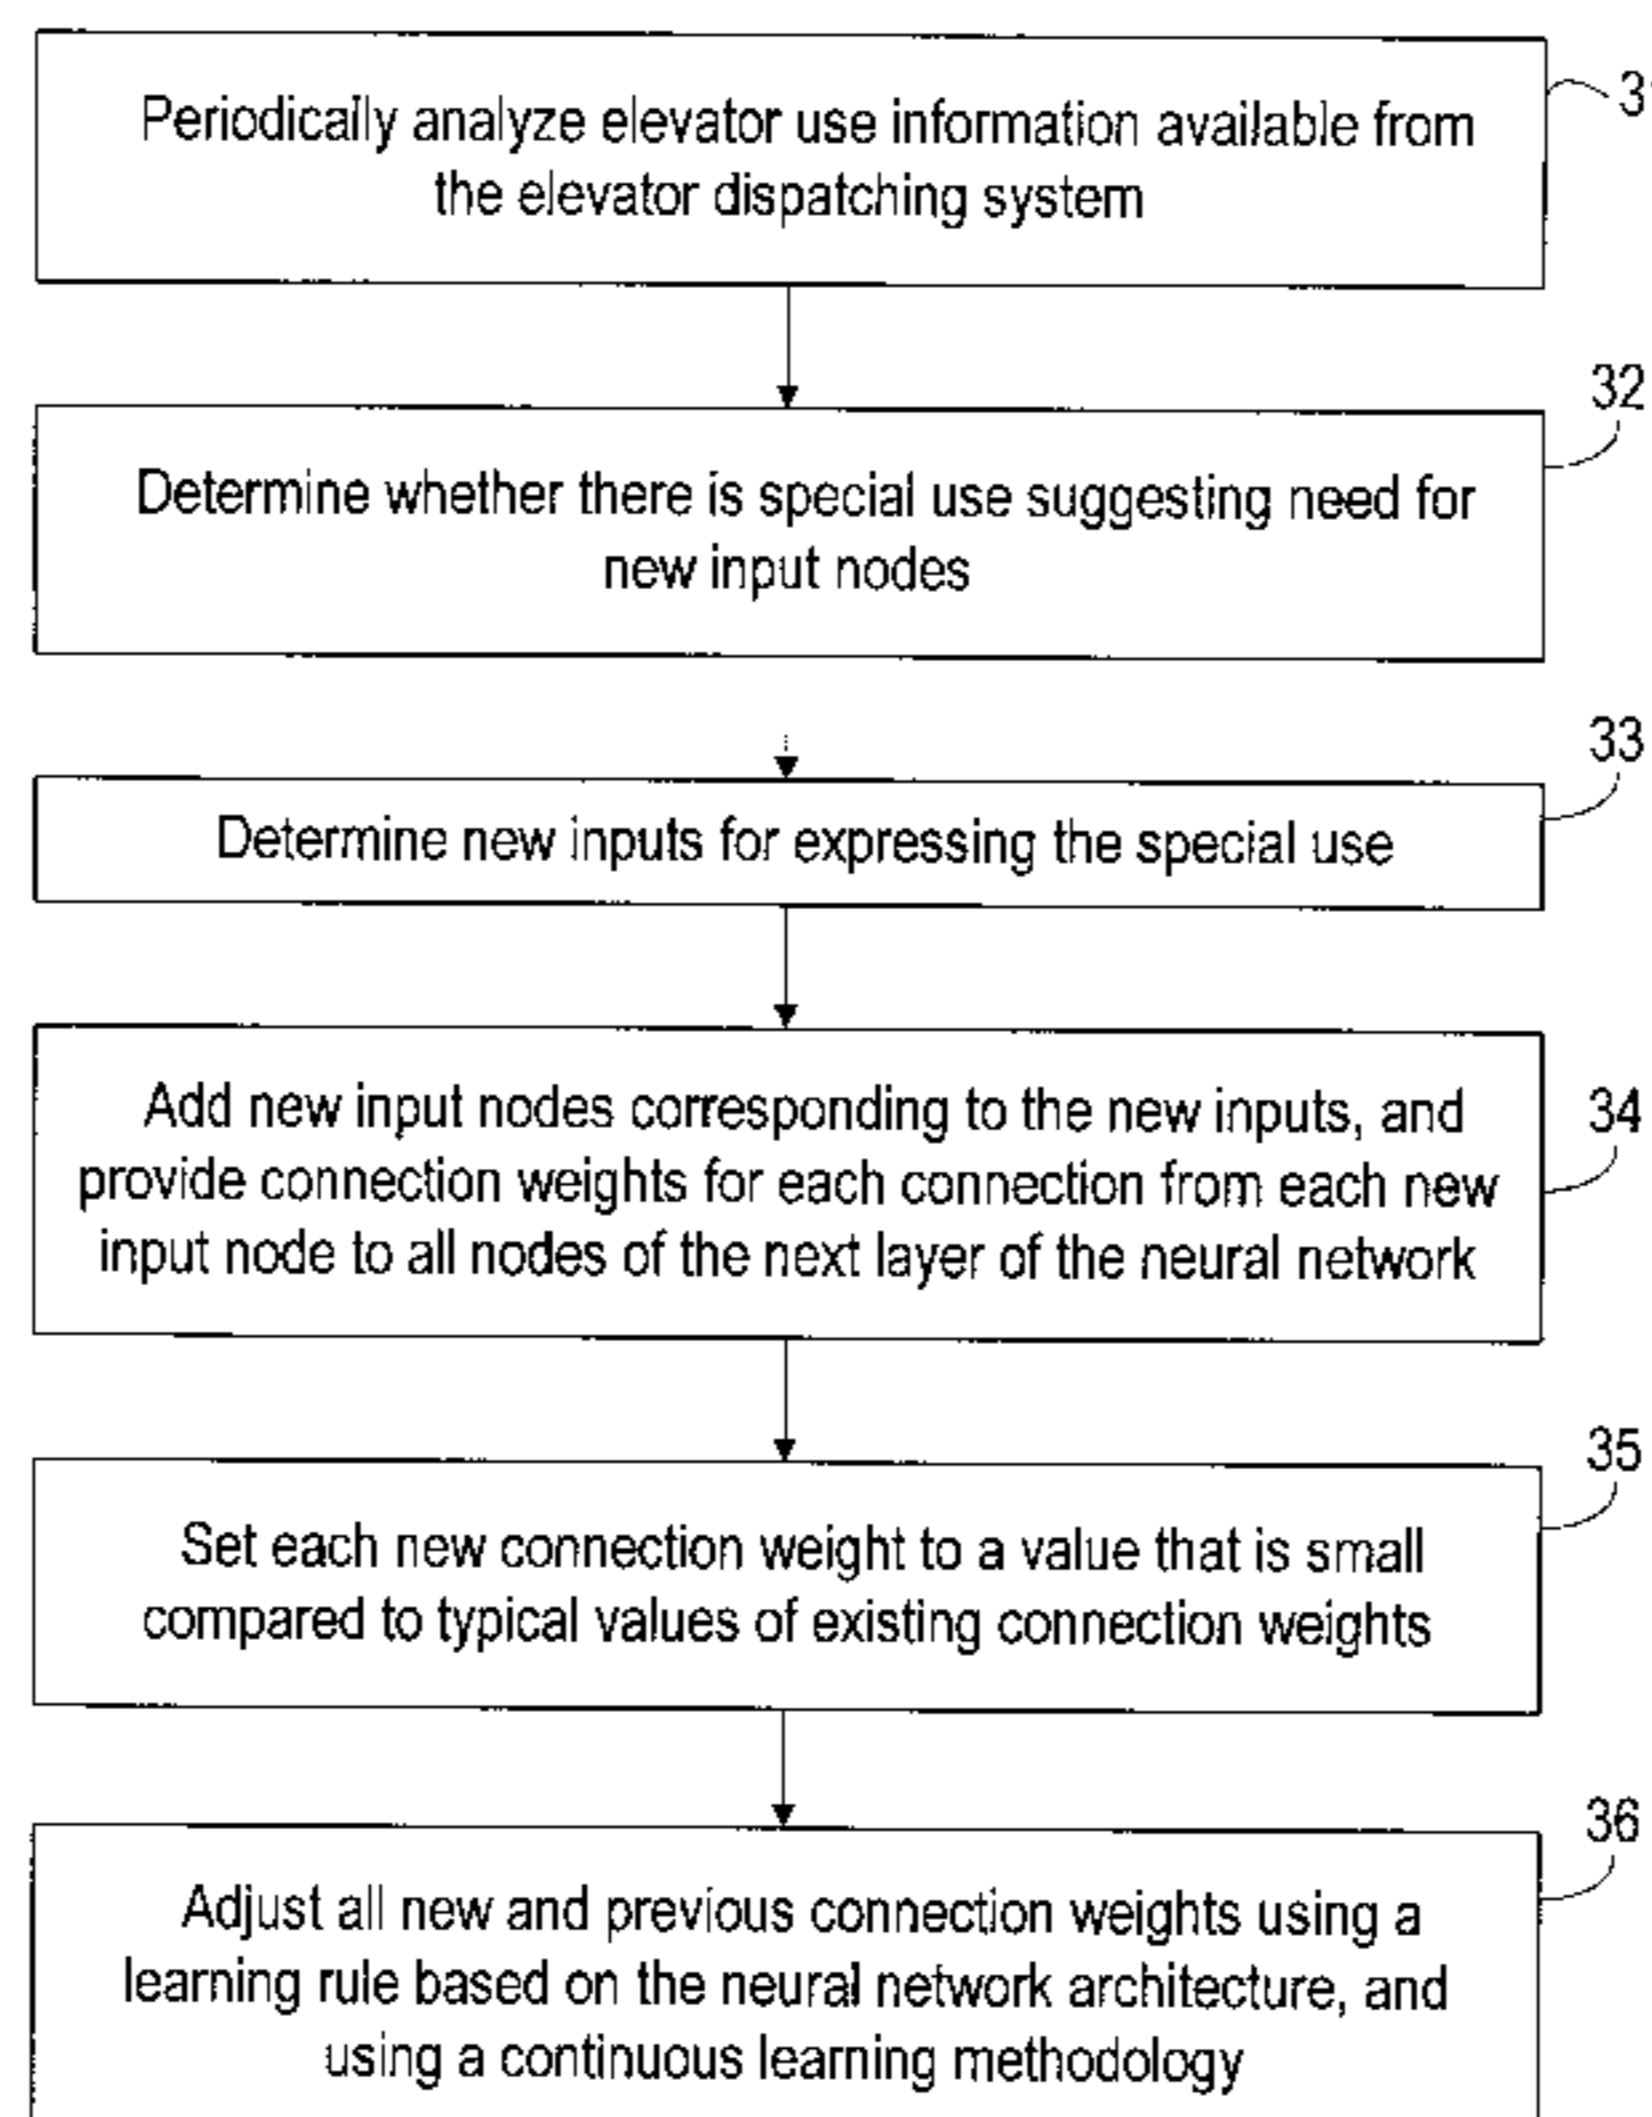 Periodically analyze elevator use information available from
the elevator dispatching system
32
Determine whether there is special use suggesting need for
new input nodes
33
Determine new inputs for expressing the special use
34
Add new input nodes corresponding to the new inputs, and
provide connection weights for each connection from each new
input node to all nodes of the next layer of the neural network
35
Set each new connection weight to a value that is small
compared to typical values of existing connection weights
36
Adjust all new and previous connection weights using a
learning rule based on the neural network architecture, and
using a continuous learning methodology